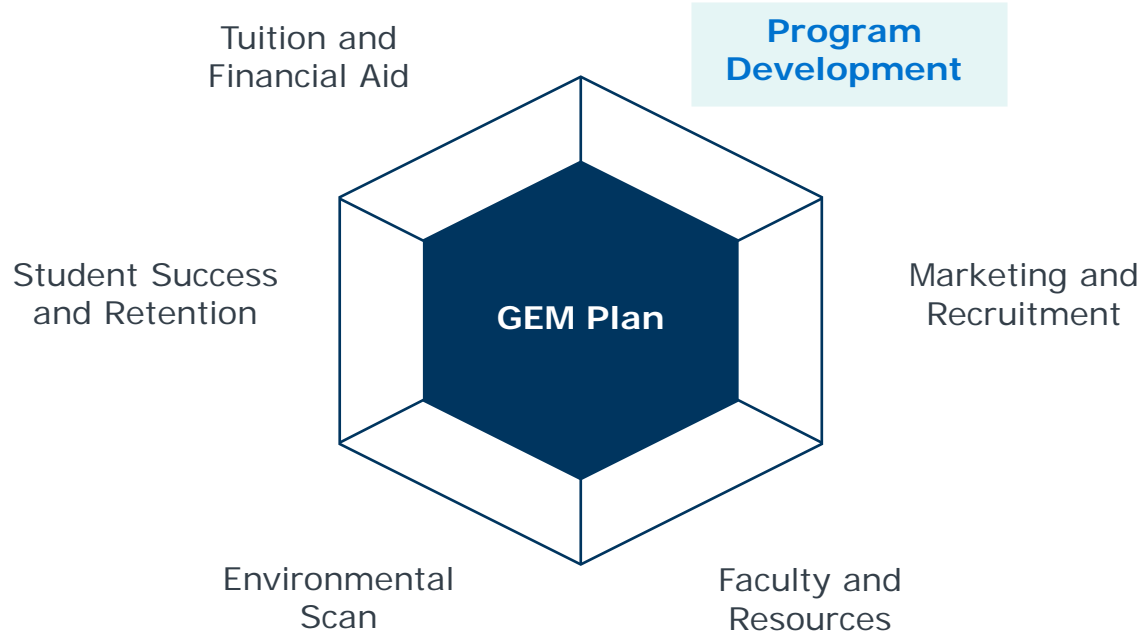 Tuition and
Financial Aid
Program
Development
Student Success
and Retention
GEM Plan
Marketing and
Recruitment
Environmental
Scan
Faculty and
Resources